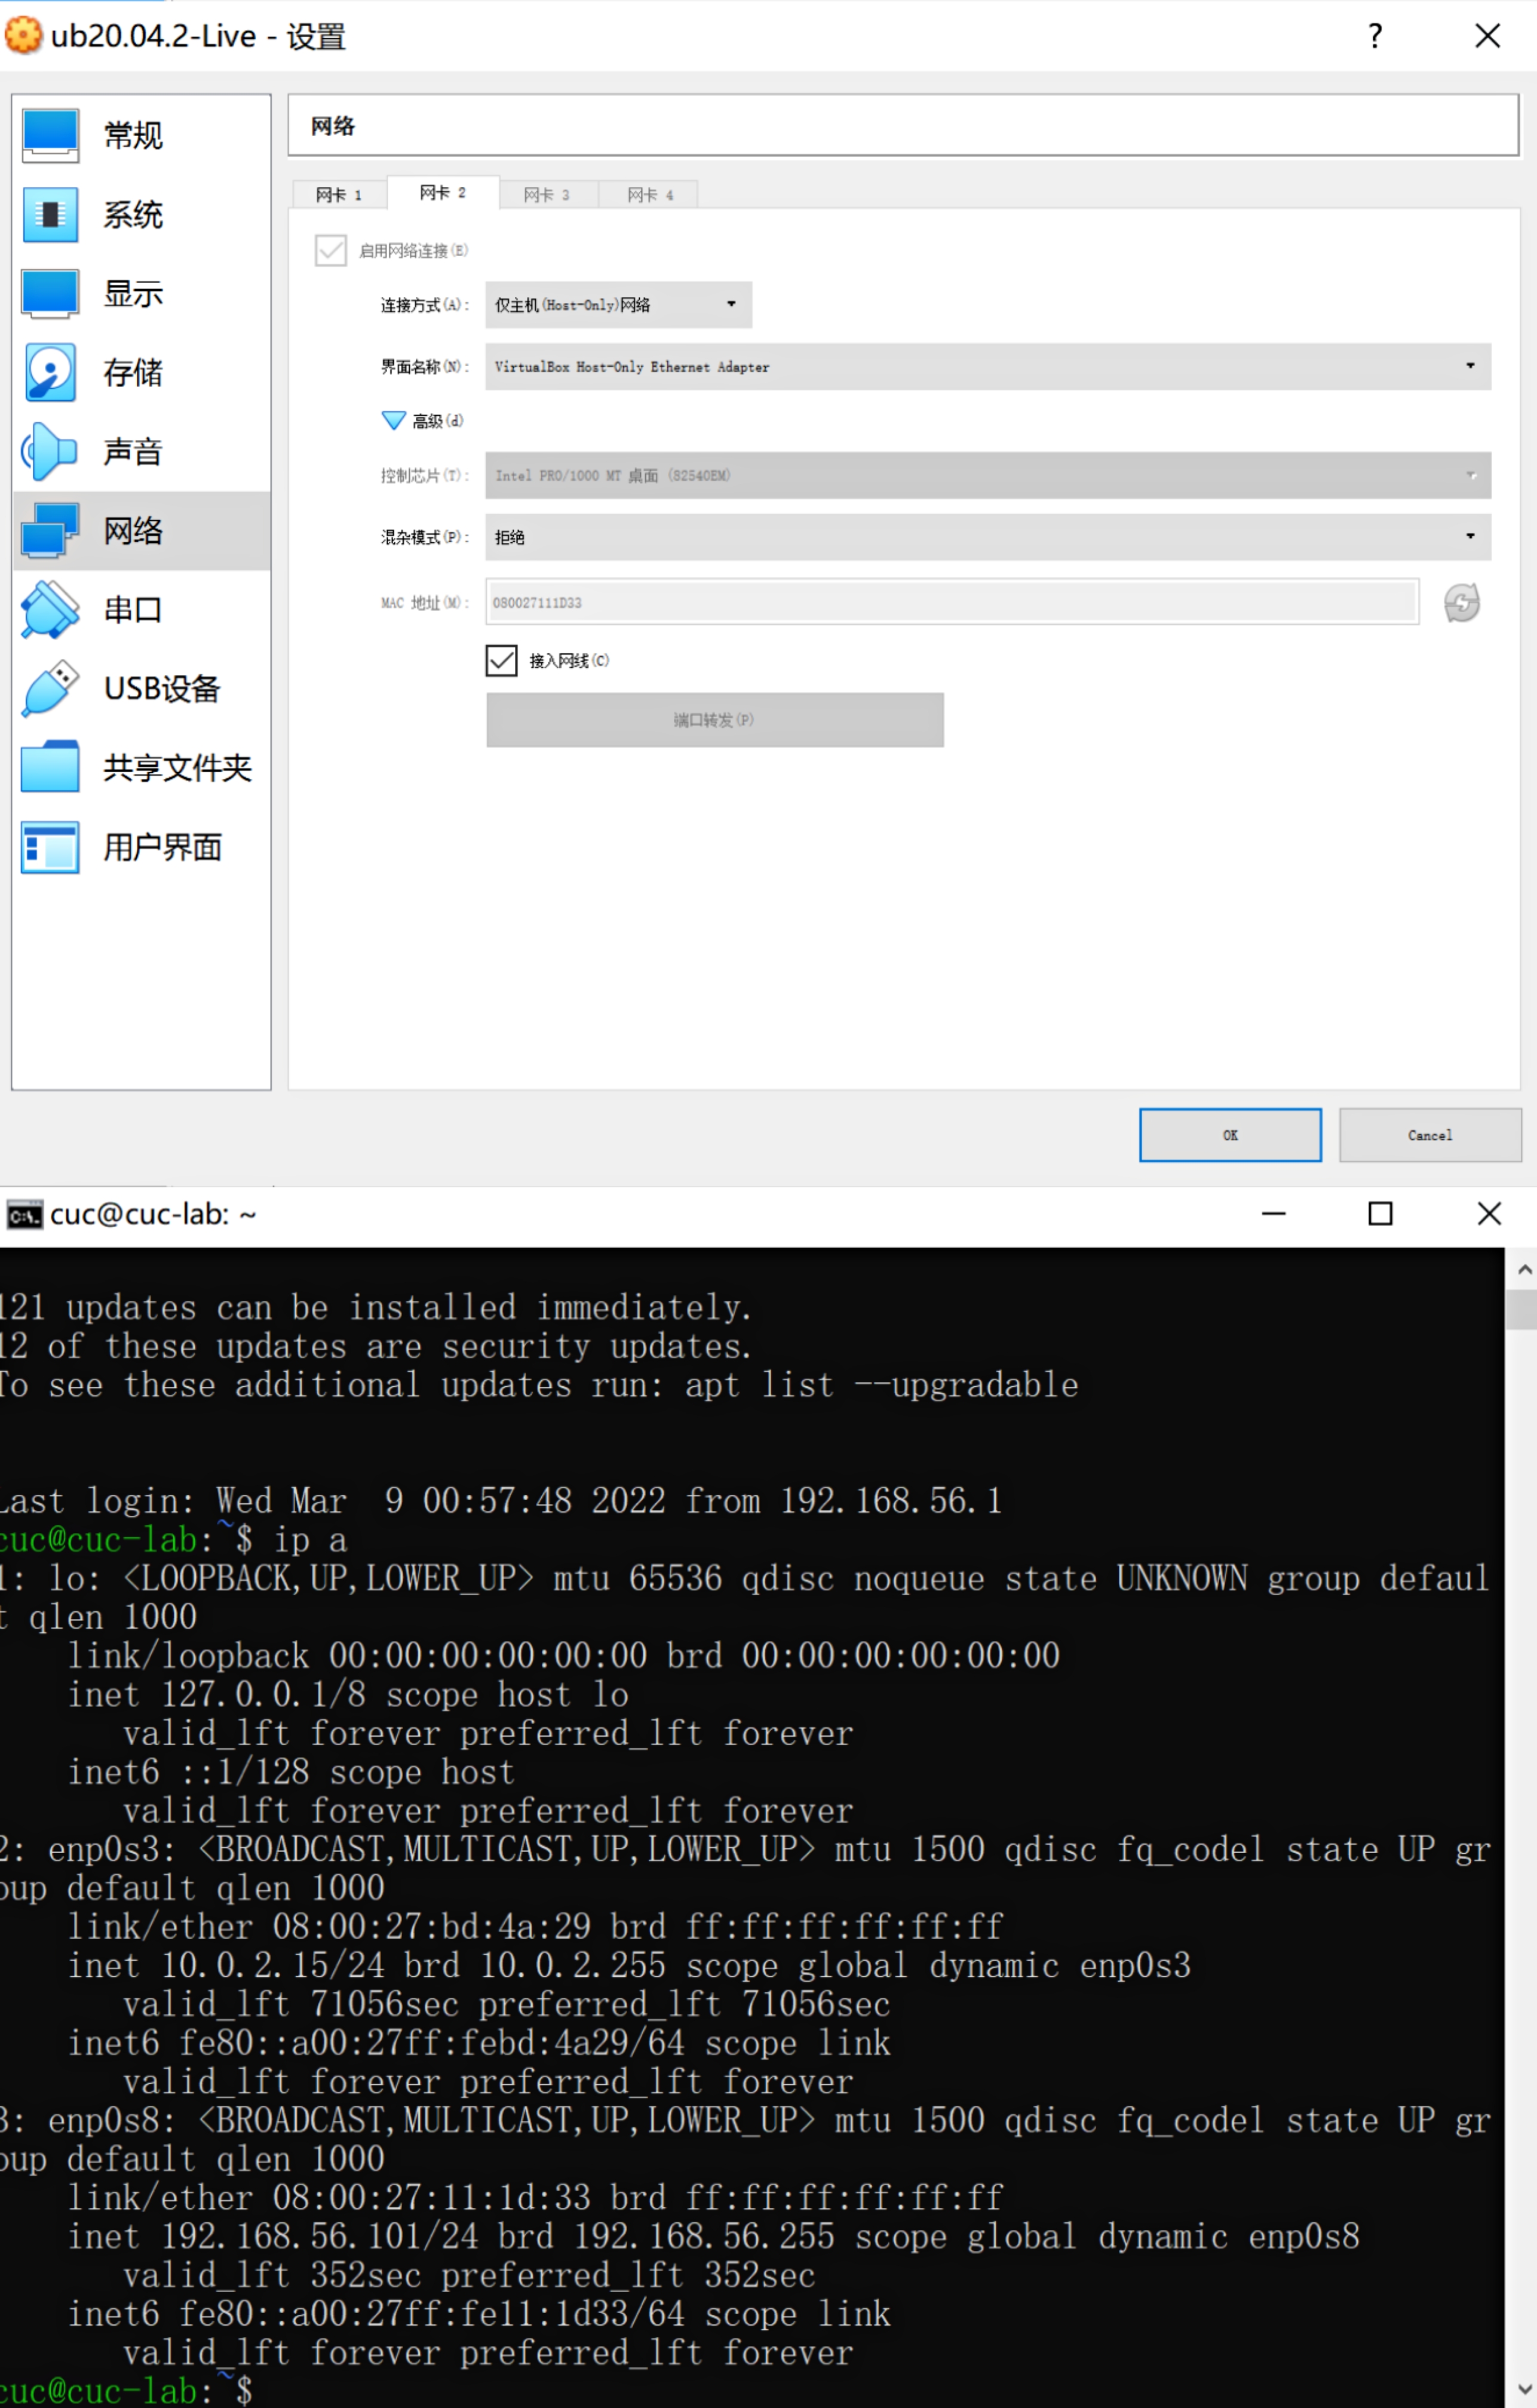 ub20.04.2-Live - 设置
?
常规
系统
显示
存储
声音
网络
串口
USB设备
共享文件夹
用户界面
网络
网卡 1
网卡 2
网卡 3
网卡 4
启用网络连接(E)
连接方式(A): 仅主机(Host-Only)网络
界面名称(N): VirtualBox Host-Only Ethernet Adapter
高级(d)
控制芯片(T): Intel PRO/1000 MT 桌面 (82540EM)
混杂模式(P): 拒绝
MAC 地址(M): 080027111D33
接入网线(C)
端口转发(P)
OK
Cancel
C:\.
cuc@cuc-lab: ~
121 updates can be installed immediately.
12 of these updates are security updates.
To see these additional updates run: apt list --upgradable
Last login: Wed Mar  9 00:57:48 2022 from 192.168.56.1
cuc@cuc-lab:~$ ip a
1: lo: <LOOPBACK,UP,LOWER_UP> mtu 65536 qdisc noqueue state UNKNOWN group defaul
t qlen 1000
link/loopback 00:00:00:00:00:00 brd 00:00:00:00:00:00
inet 127.0.0.1/8 scope host lo
valid_lft forever preferred_lft forever
inet6 ::1/128 scope host
valid_lft forever preferred_lft forever
2: enp0s3: <BROADCAST,MULTICAST,UP,LOWER_UP> mtu 1500 qdisc fq_codel state UP gr
oup default qlen 1000
link/ether 08:00:27:bd:4a:29 brd ff:ff:ff:ff:ff:ff
inet 10.0.2.15/24 brd 10.0.2.255 scope global dynamic enp0s3
valid_lft 71056sec preferred_lft 71056sec
inet6 fe80::a00:27ff:febd:4a29/64 scope link
valid_lft forever preferred_lft forever
3: enp0s8: <BROADCAST,MULTICAST,UP,LOWER_UP> mtu 1500 qdisc fq_codel state UP gr
oup default qlen 1000
link/ether 08:00:27:11:1d:33 brd ff:ff:ff:ff:ff:ff
inet 192.168.56.101/24 brd 192.168.56.255 scope global dynamic enp0s8
valid_lft 352sec preferred_lft 352sec
inet6 fe80::a00:27ff:fe11:1d33/64 scope link
valid_lft forever preferred_lft forever
cuc@cuc-lab:~$